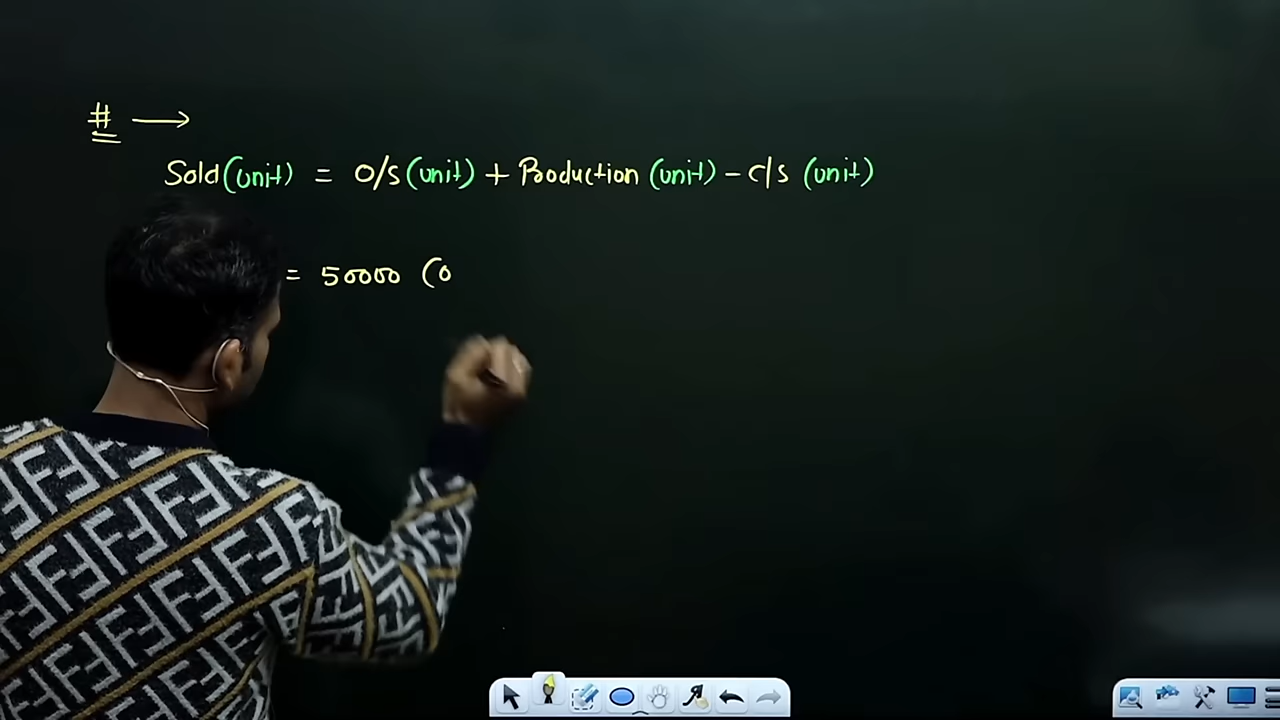 # →
Sold (unit) = O/S (unit) + Production (unit) - C/S (unit)
= 50000 (0